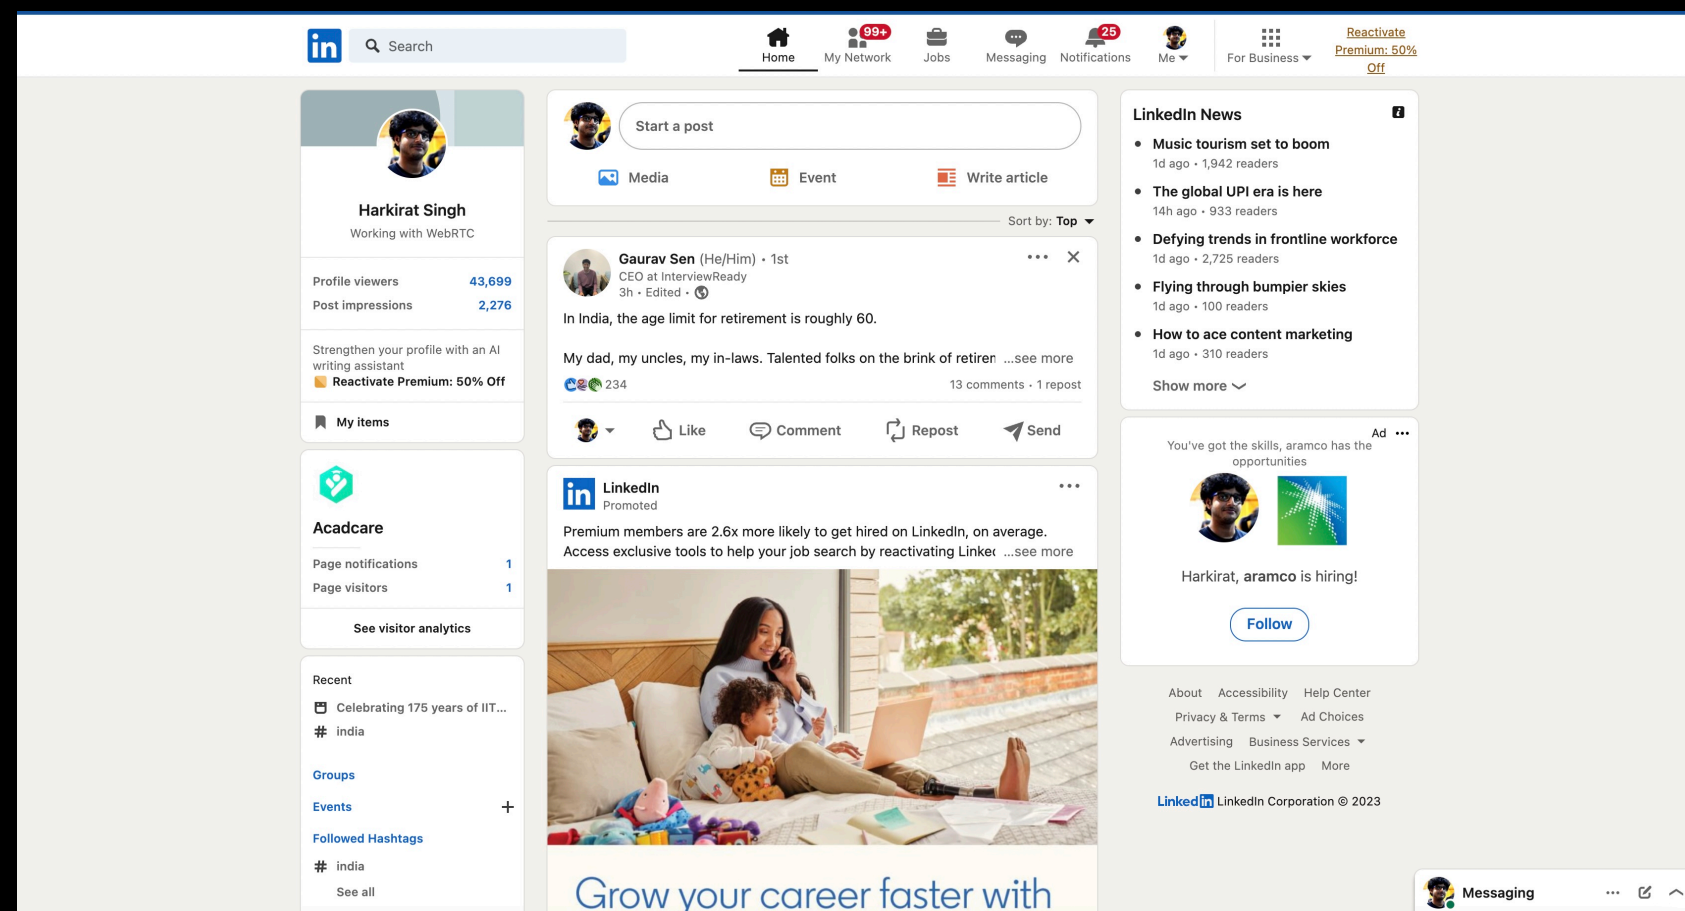 in
Search
Home
99+
My Network
Jobs
Messaging
25
Notifications
Me
For Business
Reactivate
Premium: 50%
Off
Harkirat Singh
Working with WebRTC
Profile viewers 43,699
Post impressions 2,276
Strengthen your profile with an AI
writing assistant
Reactivate Premium: 50% Off
My items
Acadcare
Page notifications 1
Page visitors 1
See visitor analytics
Recent
Celebrating 175 years of IIT...
# india
Groups
Events +
Followed Hashtags
# india
See all
Start a post
Media
Event
Write article
Sort by: Top
Gaurav Sen (He/Him) • 1st
CEO at InterviewReady
3h • Edited •
In India, the age limit for retirement is roughly 60.
My dad, my uncles, my in-laws. Talented folks on the brink of retirem ...see more
234
13 comments • 1 repost
Like
Comment
Repost
Send
in
LinkedIn
Promoted
Premium members are 2.6x more likely to get hired on LinkedIn, on average.
Access exclusive tools to help your job search by reactivating Linked ...see more
Grow your career faster with
LinkedIn News
Music tourism set to boom
1d ago • 1,942 readers
The global UPI era is here
14h ago • 933 readers
Defying trends in frontline workforce
1d ago • 2,725 readers
Flying through bumpier skies
1d ago • 100 readers
How to ace content marketing
1d ago • 310 readers
Show more
Ad
You've got the skills, aramco has the
opportunities
Harkirat, aramco is hiring!
Follow
About Accessibility Help Center
Privacy & Terms Ad Choices
Advertising Business Services
Get the LinkedIn app More
Linkedin LinkedIn Corporation © 2023
Messaging